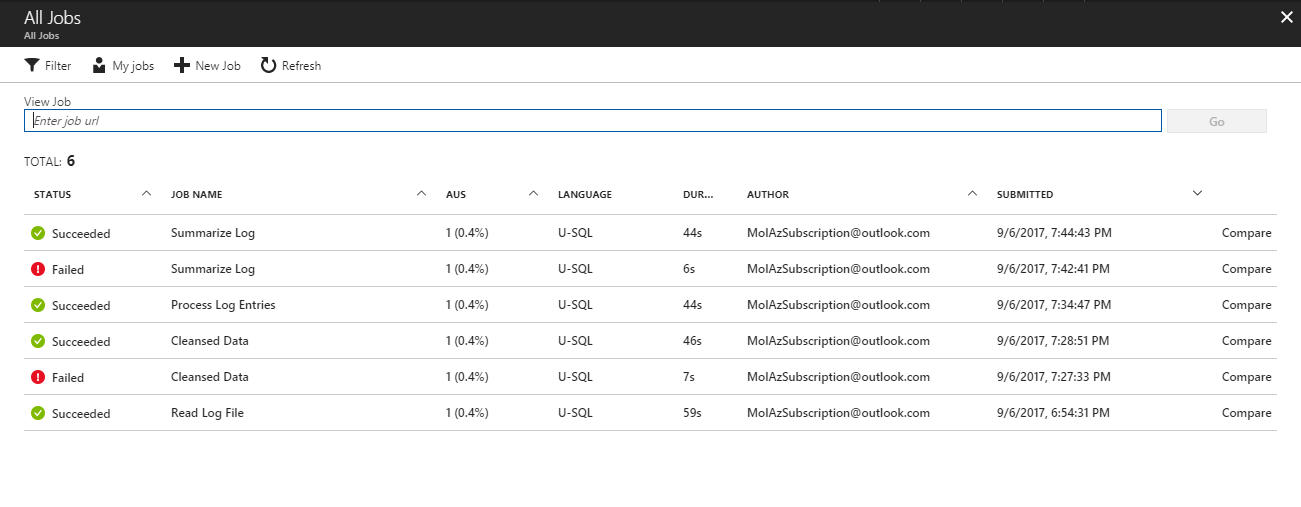 All Jobs
All Jobs
Filter My jobs New Job Refresh
View Job
Enter job url Go
TOTAL: 6
STATUS JOB NAME AUS LANGUAGE DUR... AUTHOR SUBMITTED
Succeeded Summarize Log 1 (0.4%) U-SQL 44s MolAzSubscription@outlook.com 9/6/2017, 7:44:43 PM Compare
Failed Summarize Log 1 (0.4%) U-SQL 6s MolAzSubscription@outlook.com 9/6/2017, 7:42:41 PM Compare
Succeeded Process Log Entries 1 (0.4%) U-SQL 44s MolAzSubscription@outlook.com 9/6/2017, 7:34:47 PM Compare
Succeeded Cleansed Data 1 (0.4%) U-SQL 46s MolAzSubscription@outlook.com 9/6/2017, 7:28:51 PM Compare
Failed Cleansed Data 1 (0.4%) U-SQL 7s MolAzSubscription@outlook.com 9/6/2017, 7:27:33 PM Compare
Succeeded Read Log File 1 (0.4%) U-SQL 59s MolAzSubscription@outlook.com 9/6/2017, 6:54:31 PM Compare